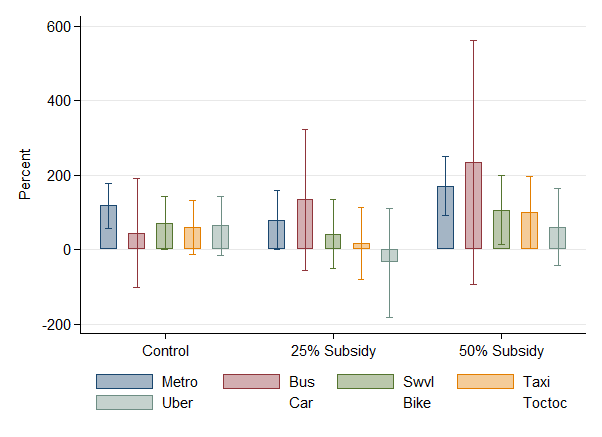 600
400
200
0
-200
Percent
Control 25% Subsidy 50% Subsidy
Metro Bus Swvl Taxi
Uber Car Bike Toctoc